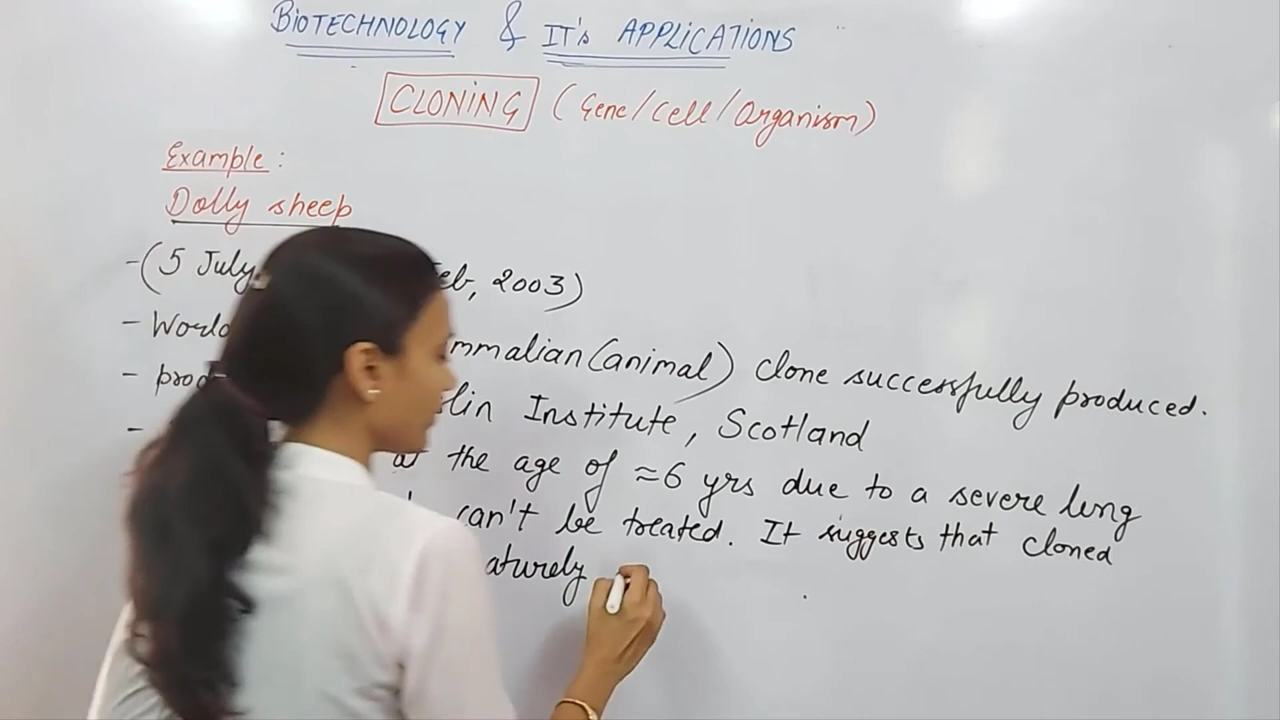 BIOTECHNOLOGY & IT's APPLICATIONS
CLONING (Gene/Cell/Organism)
Example :
Dolly sheep
- (5 July eb, 2003)
- World mmalian (animal) clone successfully produced.
- prod slin Institute, Scotland
- the age of ≈6 yrs due to a severe lung
can't be treated. It suggests that cloned
aturely